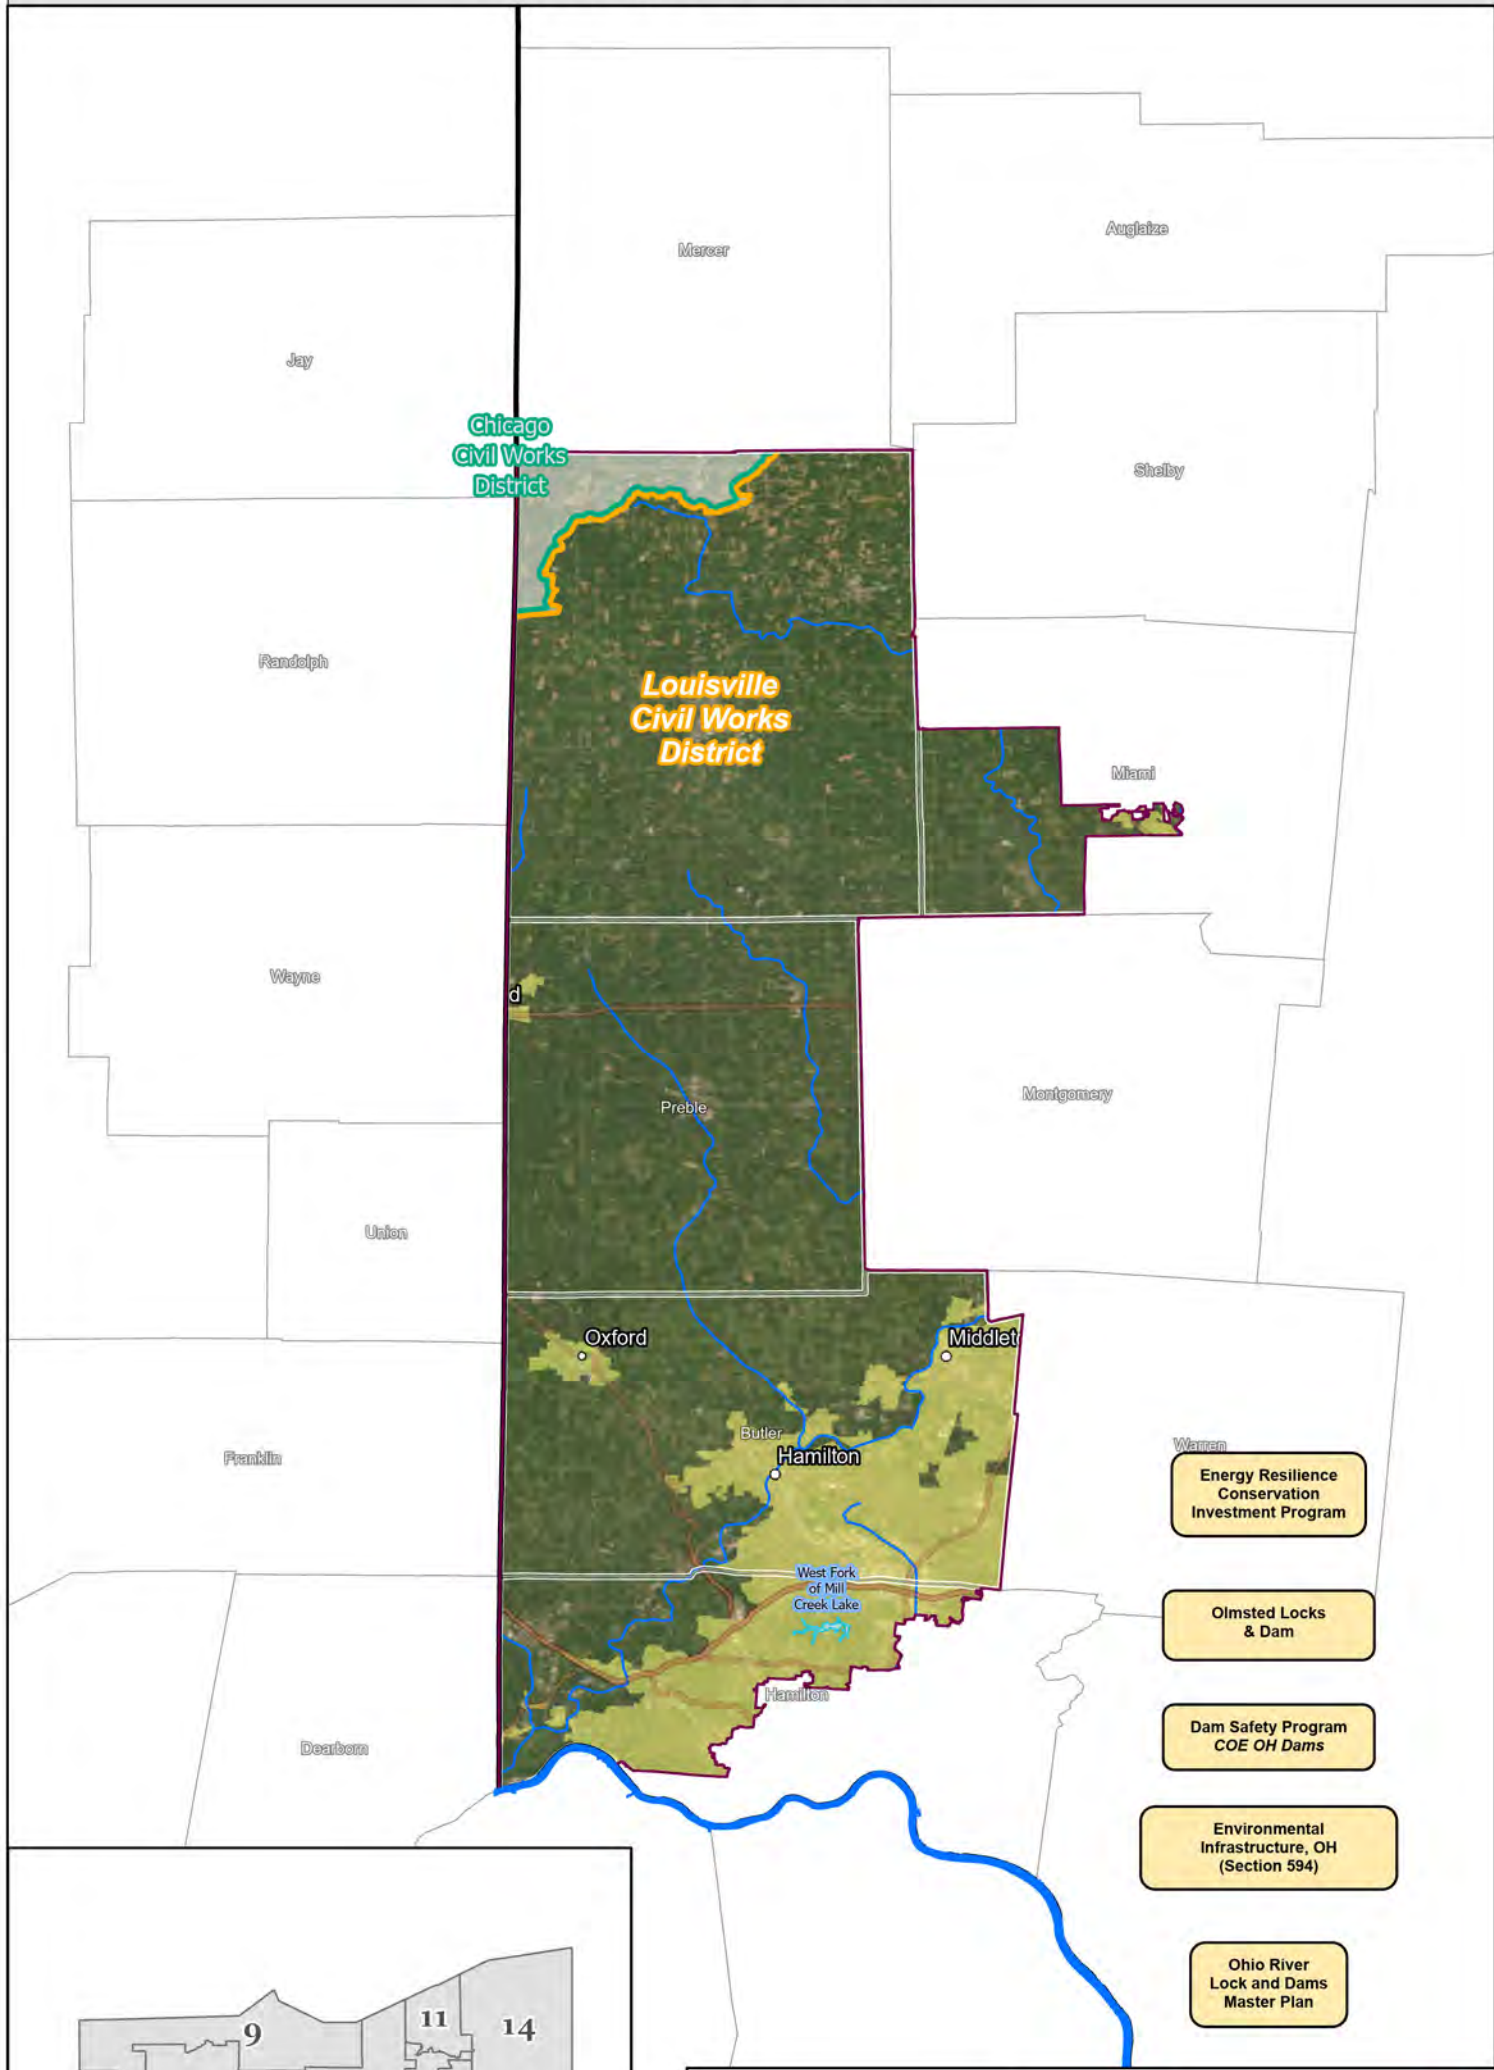 Mercer
Auglaize
Jay
Shelby
Chicago
Civil Works
District
Randolph
Louisville
Civil Works
District
Miami
Wayne
d
Preble
Montgomery
Union
Oxford
Middlet
Butler
Hamilton
Franklin
Warren
Energy Resilience
Conservation
Investment Program
West Fork
of Mill
Creek Lake
Olmsted Locks
& Dam
Hamilton
Dearborn
Dam Safety Program
COE OH Dams
Environmental
Infrastructure, OH
(Section 594)
Ohio River
Lock and Dams
Master Plan
9
11
14